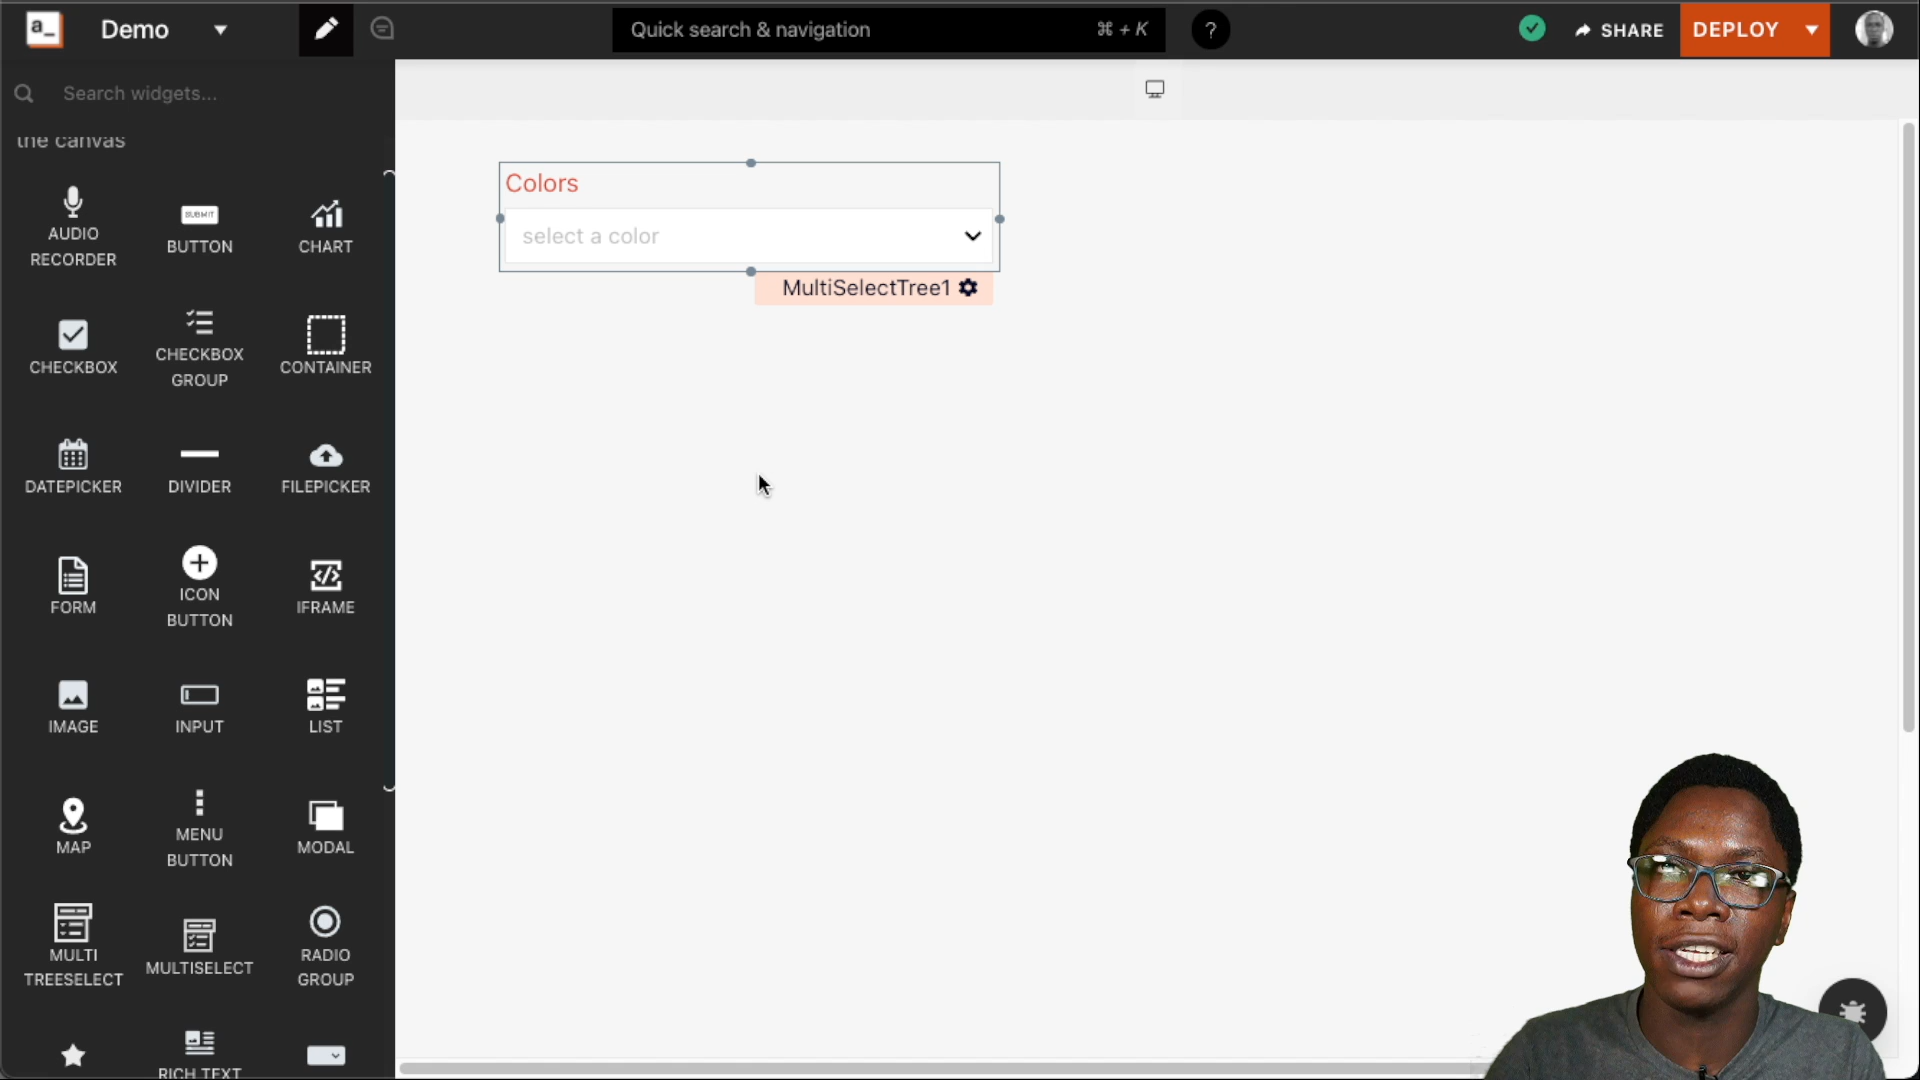 a_
Demo
Quick search & navigation
⌘ + K
?
SHARE
DEPLOY
Search widgets...
the canvas
AUDIO
RECORDER
SUBMIT
BUTTON
CHART
CHECKBOX
CHECKBOX
GROUP
CONTAINER
DATEPICKER
DIVIDER
FILEPICKER
FORM
ICON
BUTTON
IFRAME
IMAGE
INPUT
LIST
MAP
MENU
BUTTON
MODAL
MULTI
TREESELECT
MULTISELECT
RADIO
GROUP
RICH TEXT
Colors
select a color
MultiSelectTree1